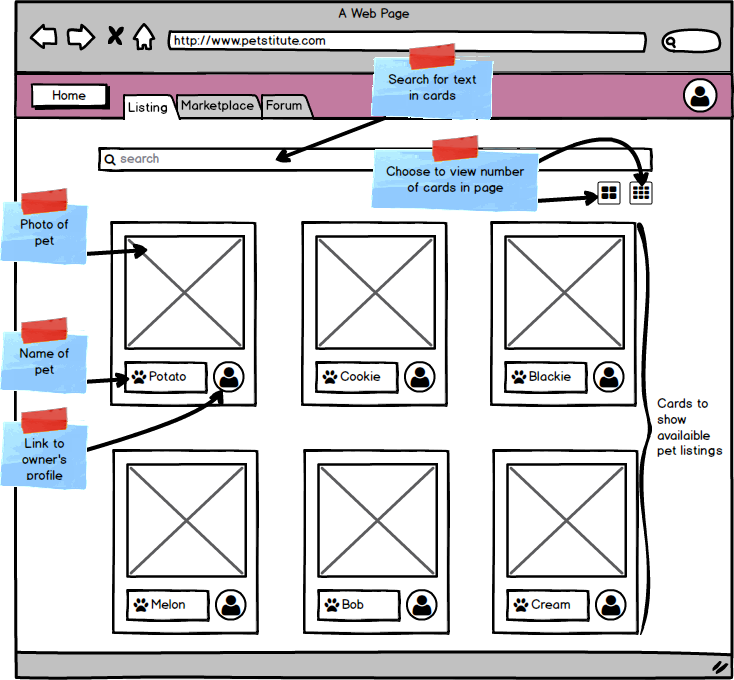 A Web Page
http://www.petstitute.com
Search for text
in cards
Home
Listing
Marketplace
Forum
search
Choose to view number
of cards in page
Photo of
pet
Name of
pet
Potato
Cookie
Blackie
Link to
owner's
profile
Cards to
show
availaible
pet listings
Melon
Bob
Cream